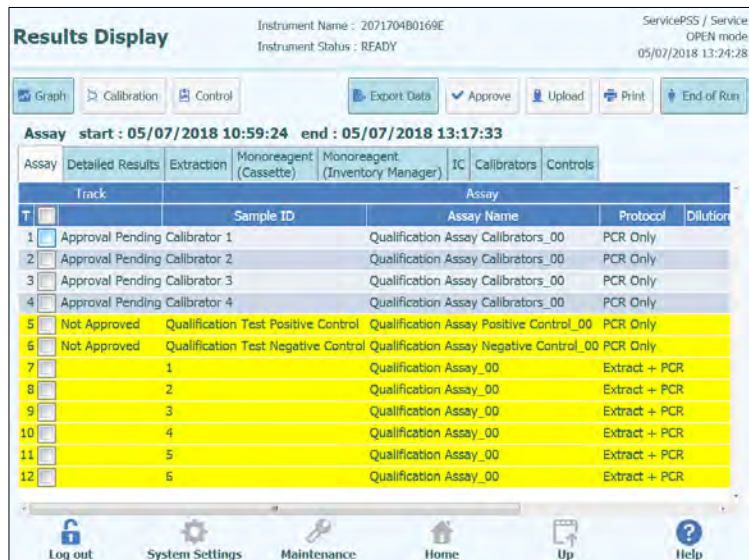 Results Display
Instrument Name : 2071704B0169E
Instrument Status : READY
ServicePSS / Service
OPEN mode
05/07/2018 13:24:28
Graph Calibration Control Export Data Approve Upload Print End of Run
Assay start : 05/07/2018 10:59:24 end : 05/07/2018 13:17:33
Assay Detailed Results Extraction Monoreagent (Cassette) Monoreagent (Inventory Manager) IC Calibrators Controls
Track Assay
T Sample ID Assay Name Protocol Dilution
1 Approval Pending Calibrator 1 Qualification Assay Calibrators_00 PCR Only
2 Approval Pending Calibrator 2 Qualification Assay Calibrators_00 PCR Only
3 Approval Pending Calibrator 3 Qualification Assay Calibrators_00 PCR Only
4 Approval Pending Calibrator 4 Qualification Assay Calibrators_00 PCR Only
5 Not Approved Qualification Test Positive Control Qualification Assay Positive Control_00 PCR Only
6 Not Approved Qualification Test Negative Control Qualification Assay Negative Control_00 PCR Only
7 1 Qualification Assay_00 Extract + PCR
8 2 Qualification Assay_00 Extract + PCR
9 3 Qualification Assay_00 Extract + PCR
10 4 Qualification Assay_00 Extract + PCR
11 5 Qualification Assay_00 Extract + PCR
12 6 Qualification Assay_00 Extract + PCR
Log out System Settings Maintenance Home Up Help